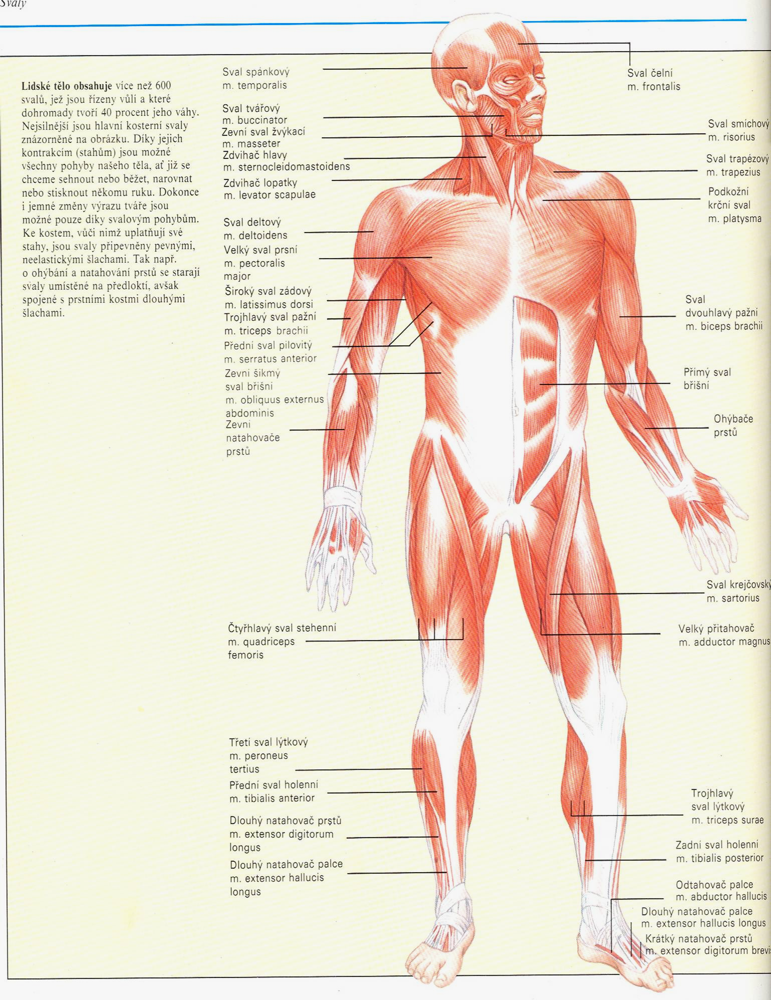 Svaly
Lidské tělo obsahuje více než 600
svalů, jež jsou řízeny vůlí a které
dohromady tvoří 40 procent jeho váhy.
Nejsilnější jsou hlavní kosterní svaly
znázorněné na obrázku. Díky jejich
kontrakcím (stahům) jsou možné
všechny pohyby našeho těla, ať již se
chceme sehnout nebo běžet, narovnat
nebo stisknout někomu ruku. Dokonce
i jemné změny výrazu tváře jsou
možné pouze díky svalovým pohybům.
Ke kostem, vůči nimž uplatňují své
stahy, jsou svaly připevněny pevnými,
neelastickými šlachami. Tak např.
o ohýbání a natahování prstů se starají
svaly umístěné na předloktí, avšak
spojené s prstními kostmi dlouhými
šlachami.
Sval spánkový
m. temporalis
Sval tvářový
m. buccinator
Zevní sval žvýkací
m. masseter
Zdvihač hlavy
m. sternocleidomastoidens
Zdvihač lopatky
m. levator scapulae
Sval deltový
m. deltoidens
Velký sval prsní
m. pectoralis
major
Široký sval zádový
m. latissimus dorsi
Trojhlavý sval pažní
m. triceps brachii
Přední sval pilovitý
m. serratus anterior
Zevní šikmý
sval břišní
m. obliquus externus
abdominis
Zevní
natahovače
prstů
Čtyřhlavý sval stehenní
m. quadriceps
femoris
Třetí sval lýtkový
m. peroneus
tertius
Přední sval holenní
m. tibialis anterior
Dlouhý natahovač prstů
m. extensor digitorum
longus
Dlouhý natahovač palce
m. extensor hallucis
longus
Sval čelní
m. frontalis
Sval smíchový
m. risorius
Sval trapézový
m. trapezius
Podkožní
krční sval
m. platysma
Sval
dvouhlavý pažní
m. biceps brachii
Přímý sval
břišní
Ohýbače
prstů
Sval krejčovský
m. sartorius
Velký přitahovač
m. adductor magnus
Trojhlavý
sval lýtkový
m. triceps surae
Zadní sval holenní
m. tibialis posterior
Odtahovač palce
m. abductor hallucis
Dlouhý natahovač palce
m. extensor hallucis longus
Krátký natahovač prstů
m. extensor digitorum brevi